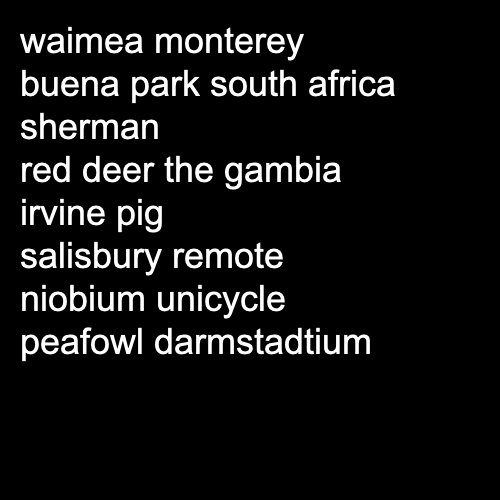 waimea monterey
buena park south africa
sherman
red deer the gambia
irvine pig
salisbury remote
niobium unicycle
peafowl darmstadtium